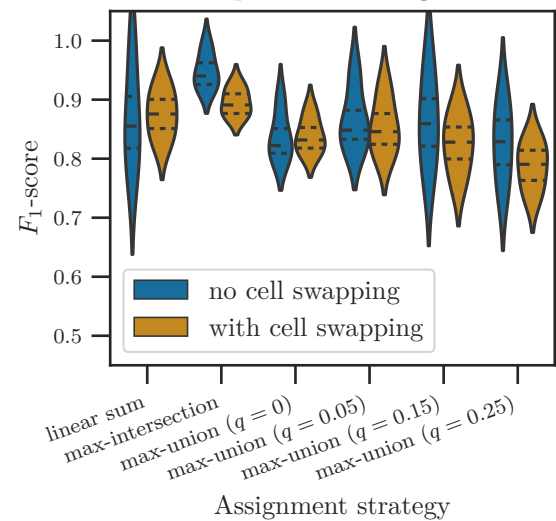 1.0
0.9
0.8
0.7
0.6
0.5
F₁-score
no cell swapping
with cell swapping
linear sum
max-intersection
max-union (q = 0)
max-union (q = 0.05)
max-union (q = 0.15)
max-union (q = 0.25)
Assignment strategy